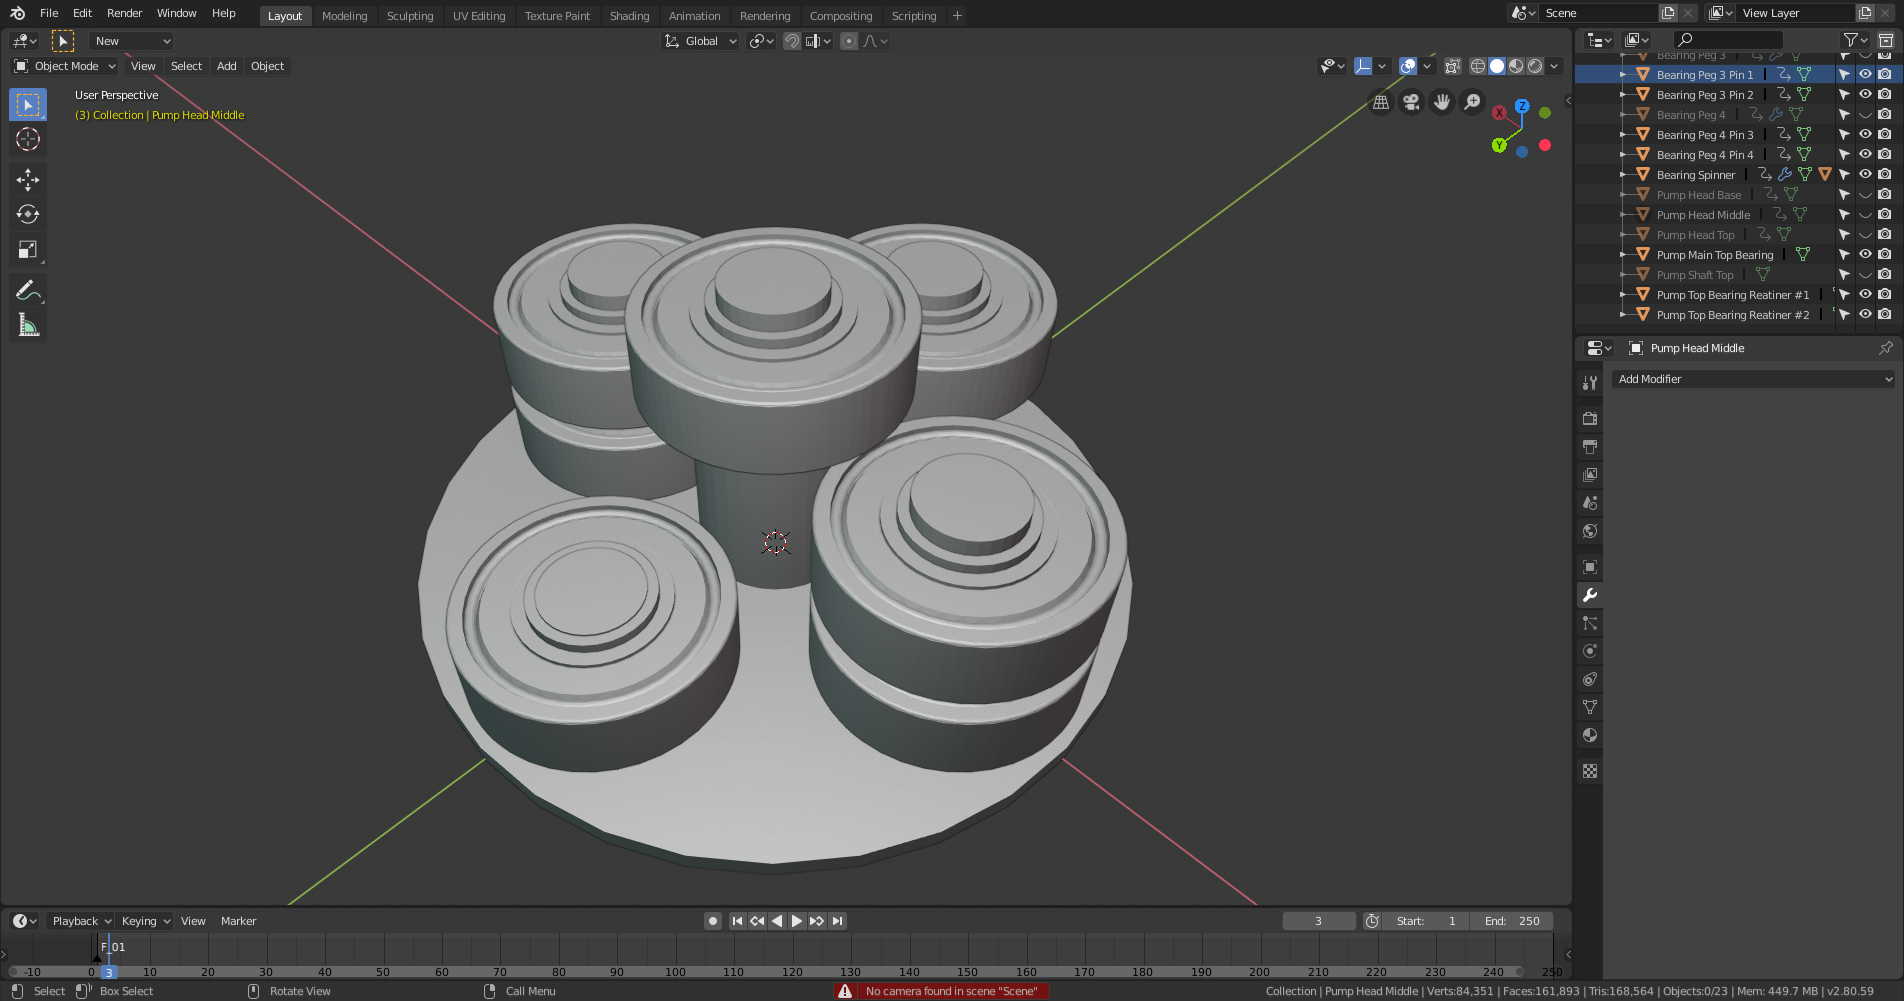 File Edit Render Window Help Layout Modeling Sculpting UV Editing Texture Paint Shading Animation Rendering Compositing Scripting + Scene View Layer
New Global
Object Mode View Select Add Object
User Perspective
(3) Collection | Pump Head Middle
Z
X
Y
Bearing Peg 3
Bearing Peg 3 Pin 1
Bearing Peg 3 Pin 2
Bearing Peg 4
Bearing Peg 4 Pin 3
Bearing Peg 4 Pin 4
Bearing Spinner
Pump Head Base
Pump Head Middle
Pump Head Top
Pump Main Top Bearing
Pump Shaft Top
Pump Top Bearing Reatiner #1
Pump Top Bearing Reatiner #2
Pump Head Middle
Add Modifier
Playback Keying View Marker 3 Start: 1 End: 250
F_01
-10 0 3 10 20 30 40 50 60 70 80 90 100 110 120 130 140 150 160 170 180 190 200 210 220 230 240 250
Select Box Select Rotate View Call Menu No camera found in scene "Scene" Collection | Pump Head Middle | Verts:84,351 | Faces:161,893 | Tris:168,564 | Objects:0/23 | Mem: 449.7 MB | v2.80.59